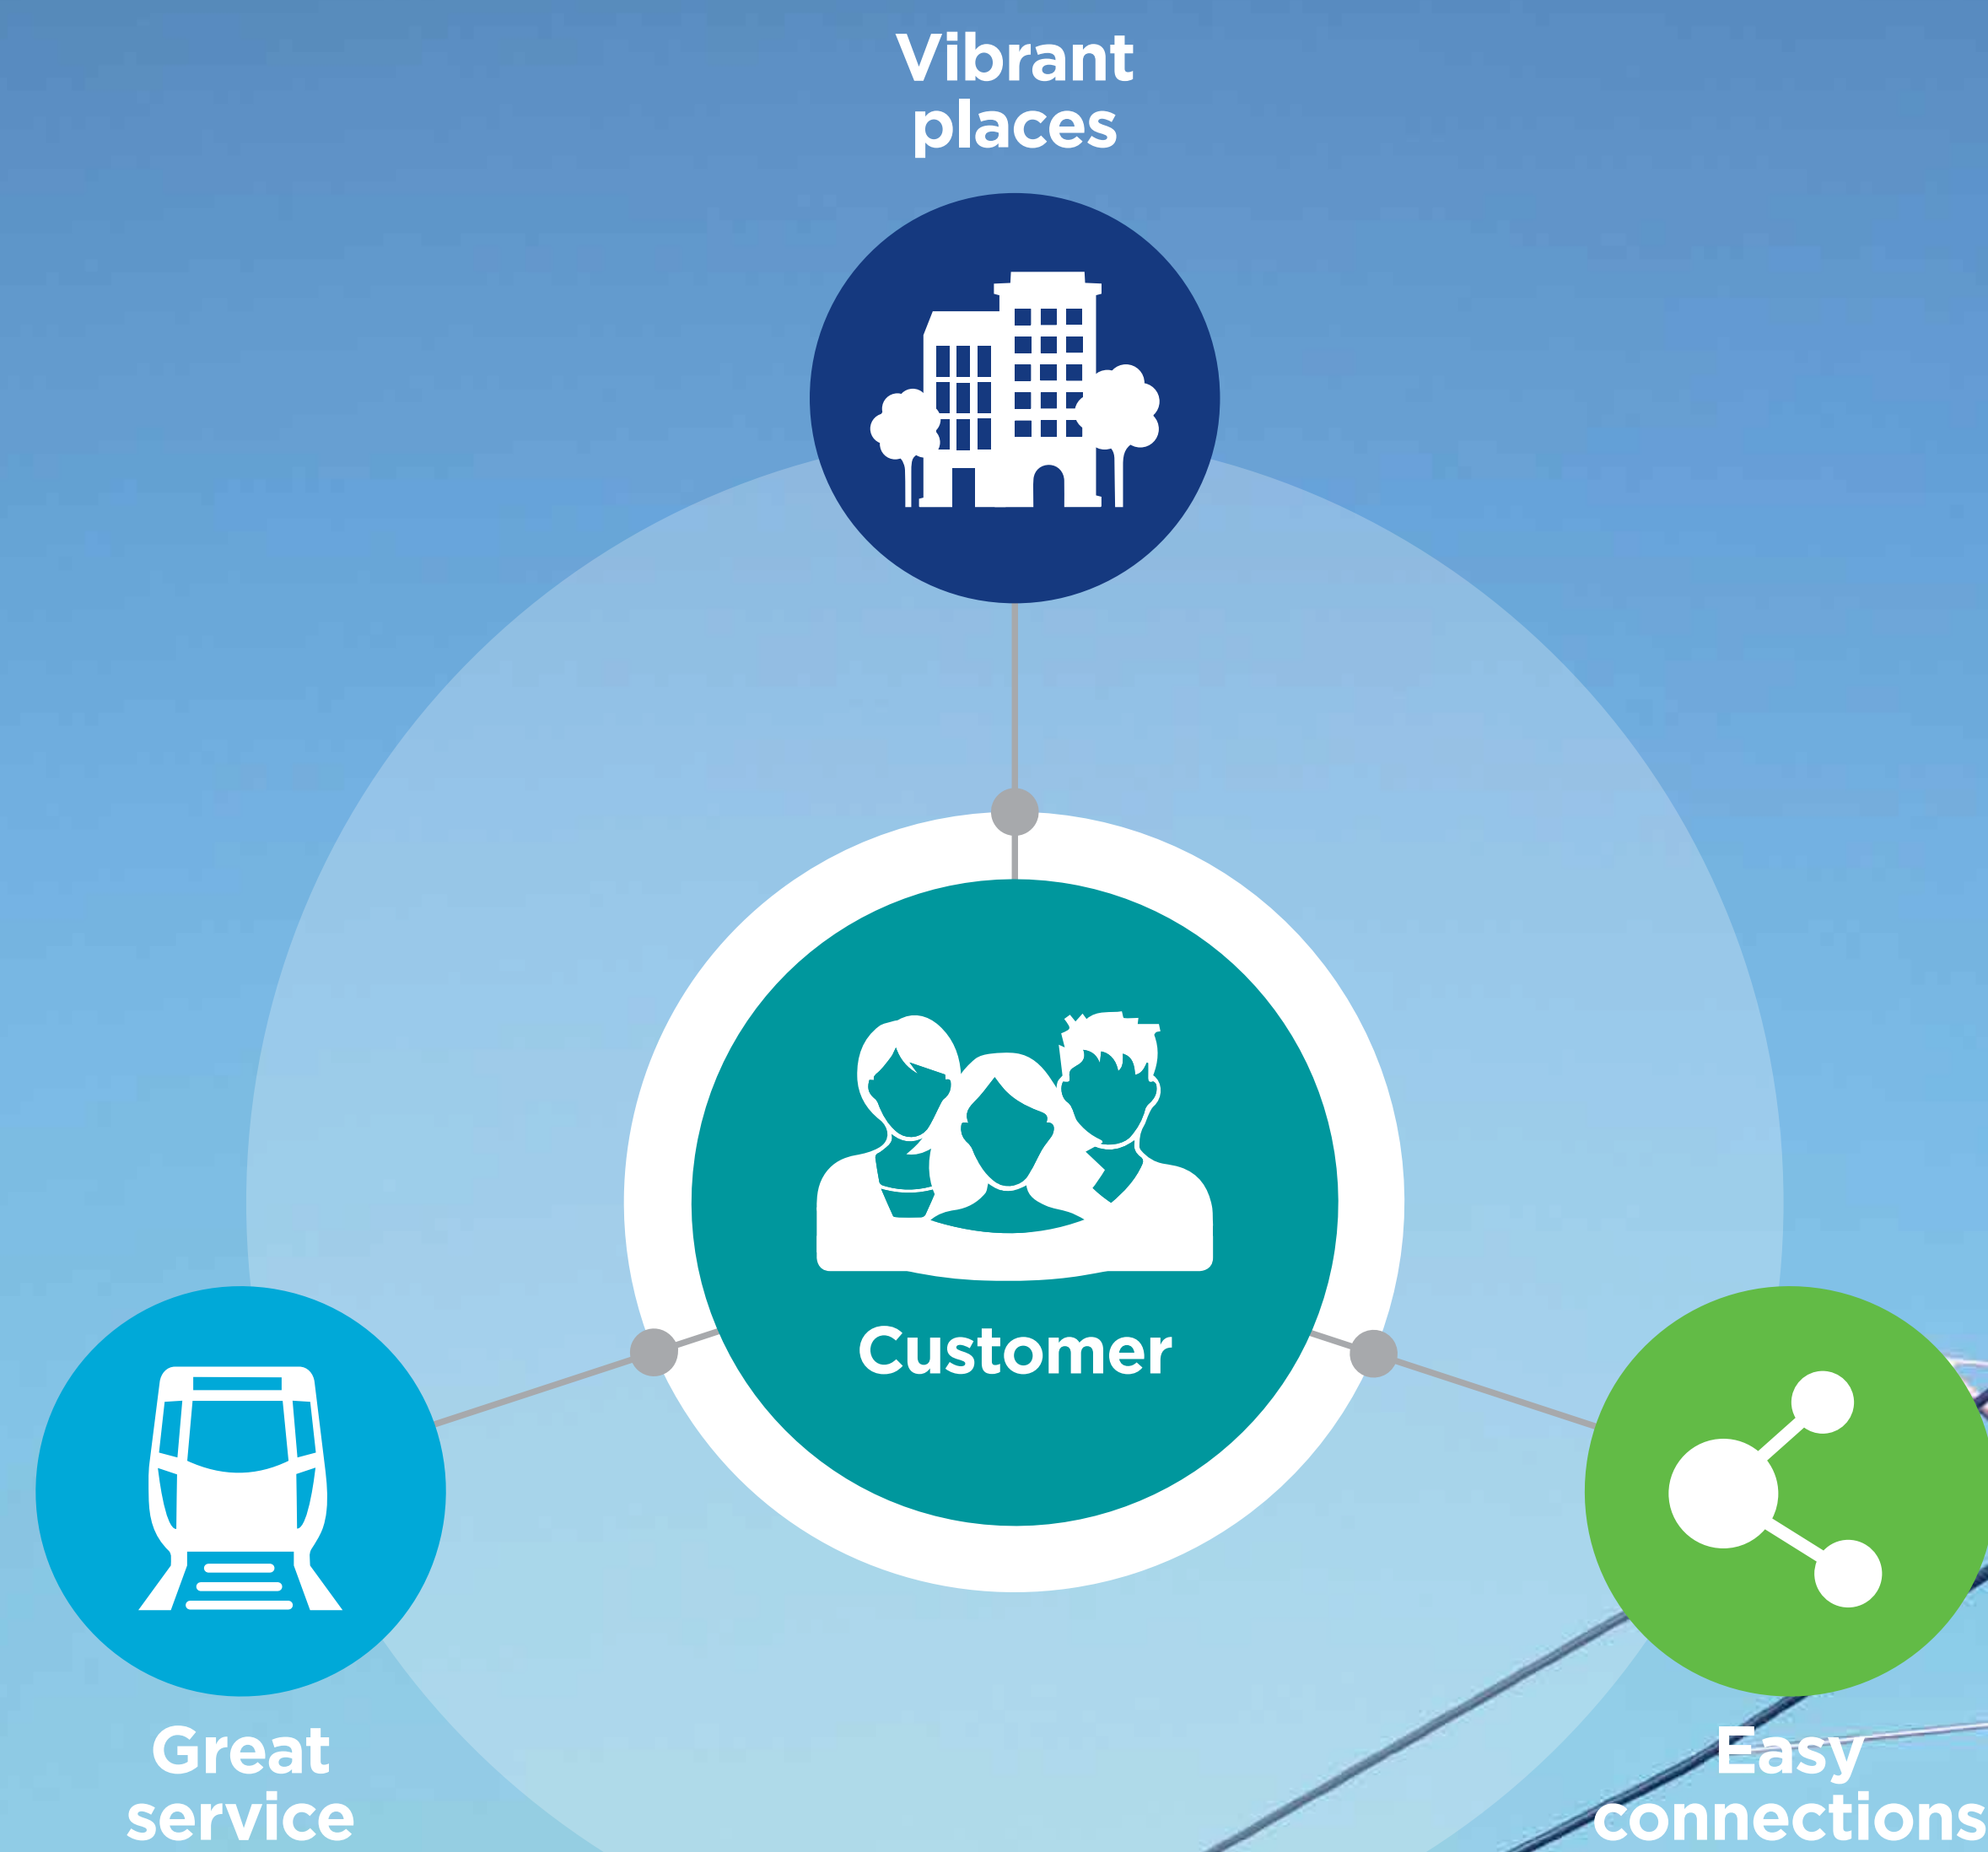 Vibrant
places
Customer
Great
service
Easy
connections